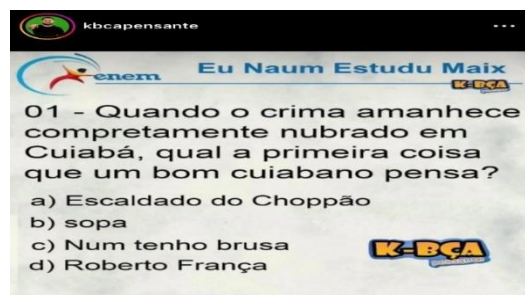 kbcapensante
enem
Eu Naum Estudu Maix
K-BÇA
01 - Quando o crima amanhece
compretamente nubrado em
Cuiabá, qual a primeira coisa
que um bom cuiabano pensa?
a) Escaldado do Choppão
b) sopa
c) Num tenho brusa
d) Roberto França
K-BÇA